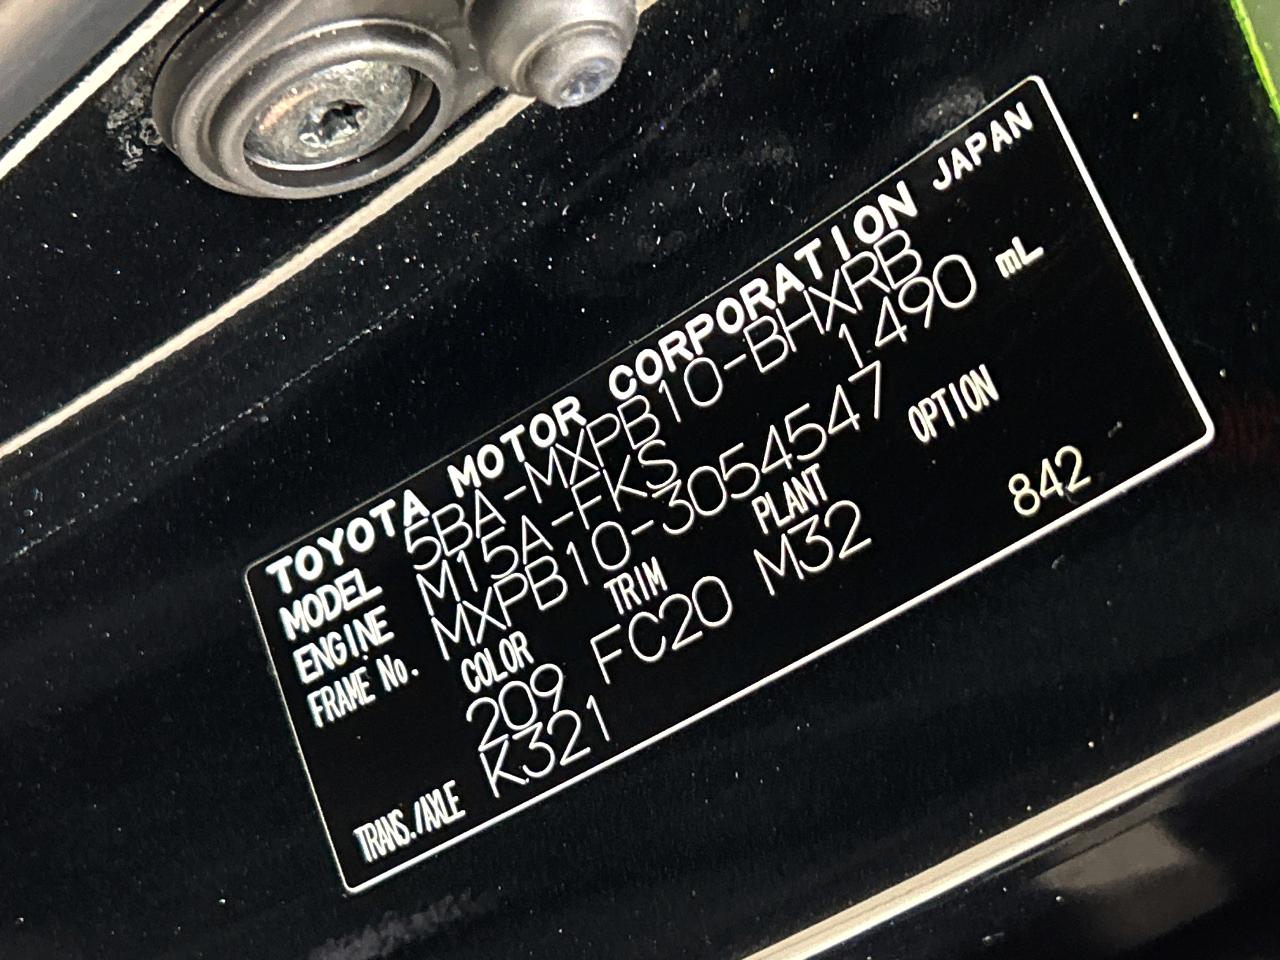 TOYOTA MOTOR CORPORATION JAPAN
MODEL 5BA-MXPB10-BHXRB
ENGINE M15A-FKS 1490 mL
FRAME No. MXPB10-3054547
COLOR TRIM PLANT OPTION
209 FC20 M32 842
TRANS./AXLE K321